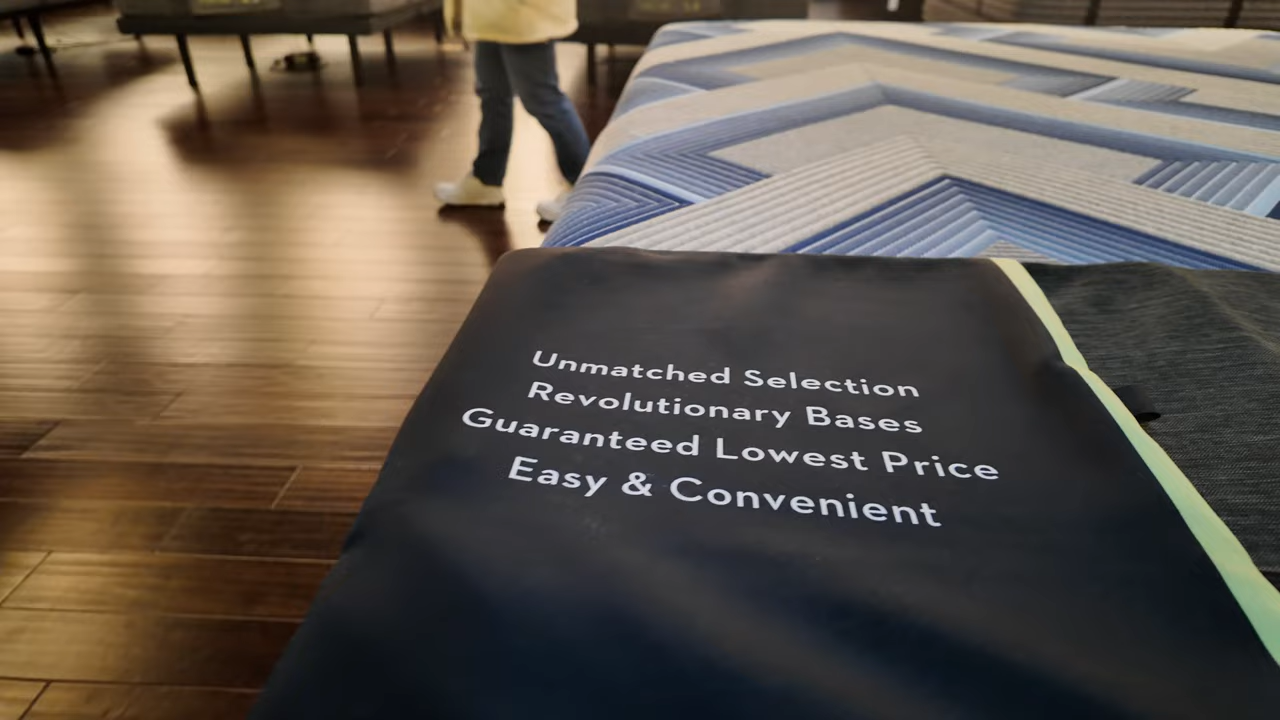 Unmatched Selection
Revolutionary Bases
Guaranteed Lowest Price
Easy & Convenient